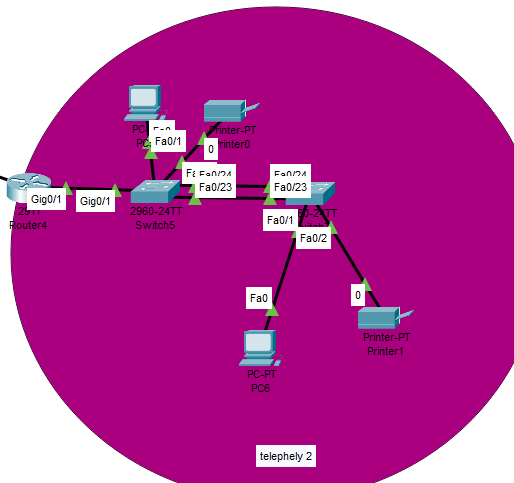 Fa0/1
Printer-PT
0
Fa0/24
Fa0/23
Fa0/24
Fa0/23
Gig0/1
Gig0/1
2911
Router4
2960-24TT
Switch5
Fa0/1
Fa0/2
Fa0
0
Printer-PT
Printer1
PC-PT
PC6
telephely 2